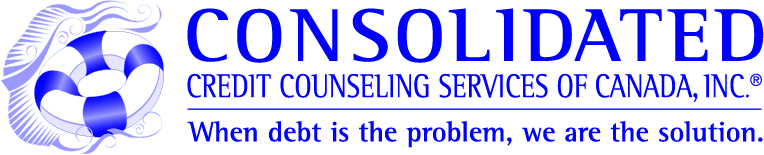 CONSOLIDATED
CREDIT COUNSELING SERVICES OF CANADA, INC.®
When debt is the problem, we are the solution.